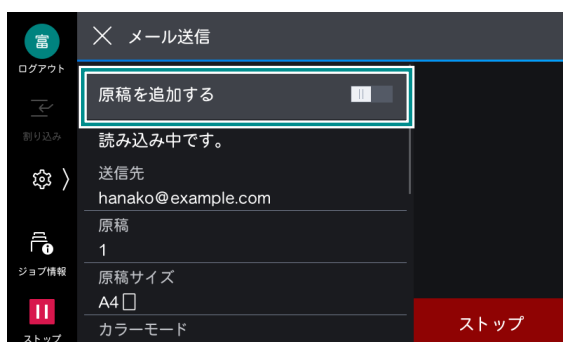 富
ログアウト
割り込み
ジョブ情報
ストップ
メール送信
原稿を追加する
読み込み中です。
送信先
hanako@example.com
原稿
1
原稿サイズ
A4
カラーモード
ストップ